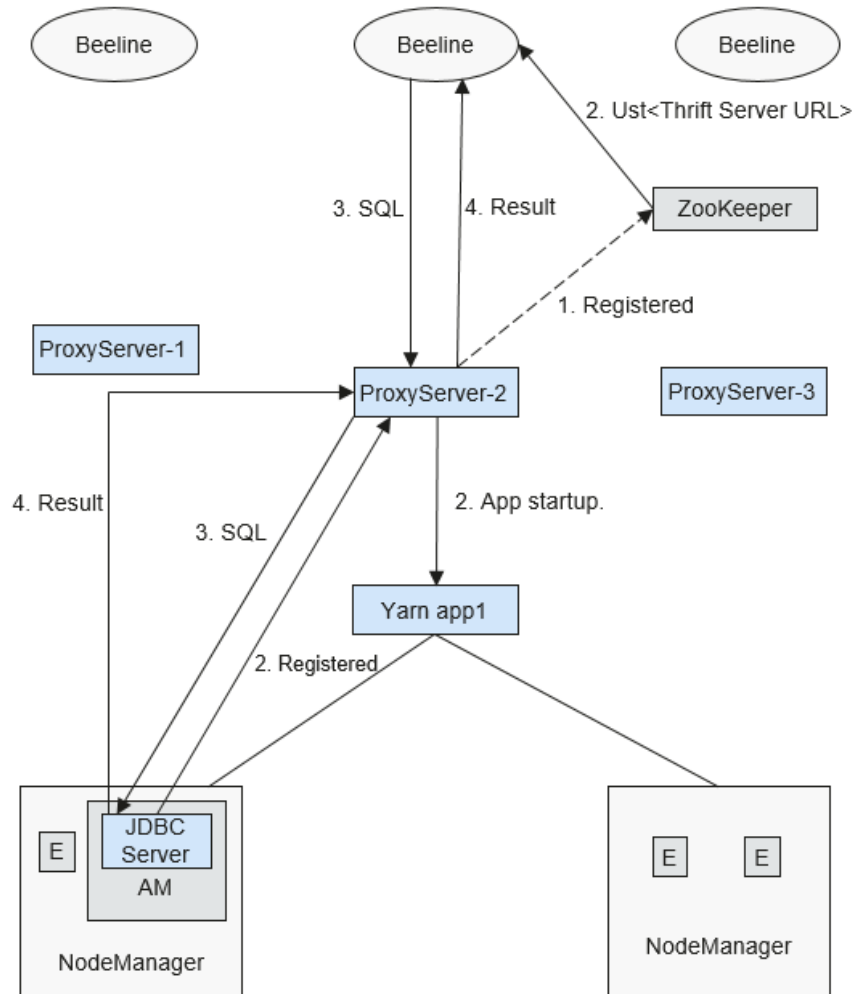 Beeline
Beeline
Beeline
2. Ust<Thrift Server URL>
3. SQL
4. Result
ZooKeeper
1. Registered
ProxyServer-1
ProxyServer-2
ProxyServer-3
4. Result
3. SQL
2. App startup.
Yarn app1
2. Registered
E
JDBC
Server
AM
NodeManager
E
E
NodeManager